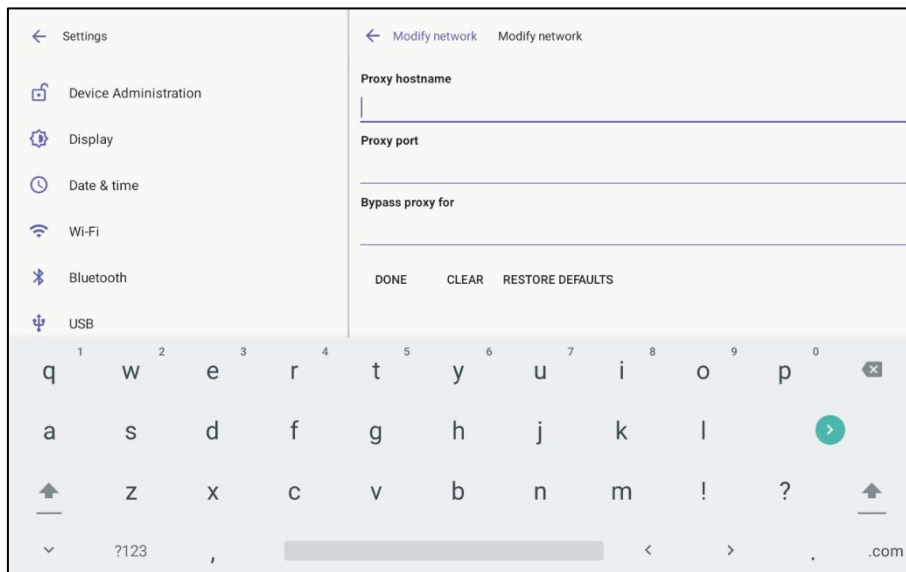 Settings
Modify network Modify network
Device Administration
Display
Date & time
Wi-Fi
Bluetooth
USB
Proxy hostname
Proxy port
Bypass proxy for
DONE CLEAR RESTORE DEFAULTS
1 2 3 4 5 6 7 8 9 0
q w e r t y u i o p
a s d f g h j k l
z x c v b n m ! ?
?123 , < > . .com